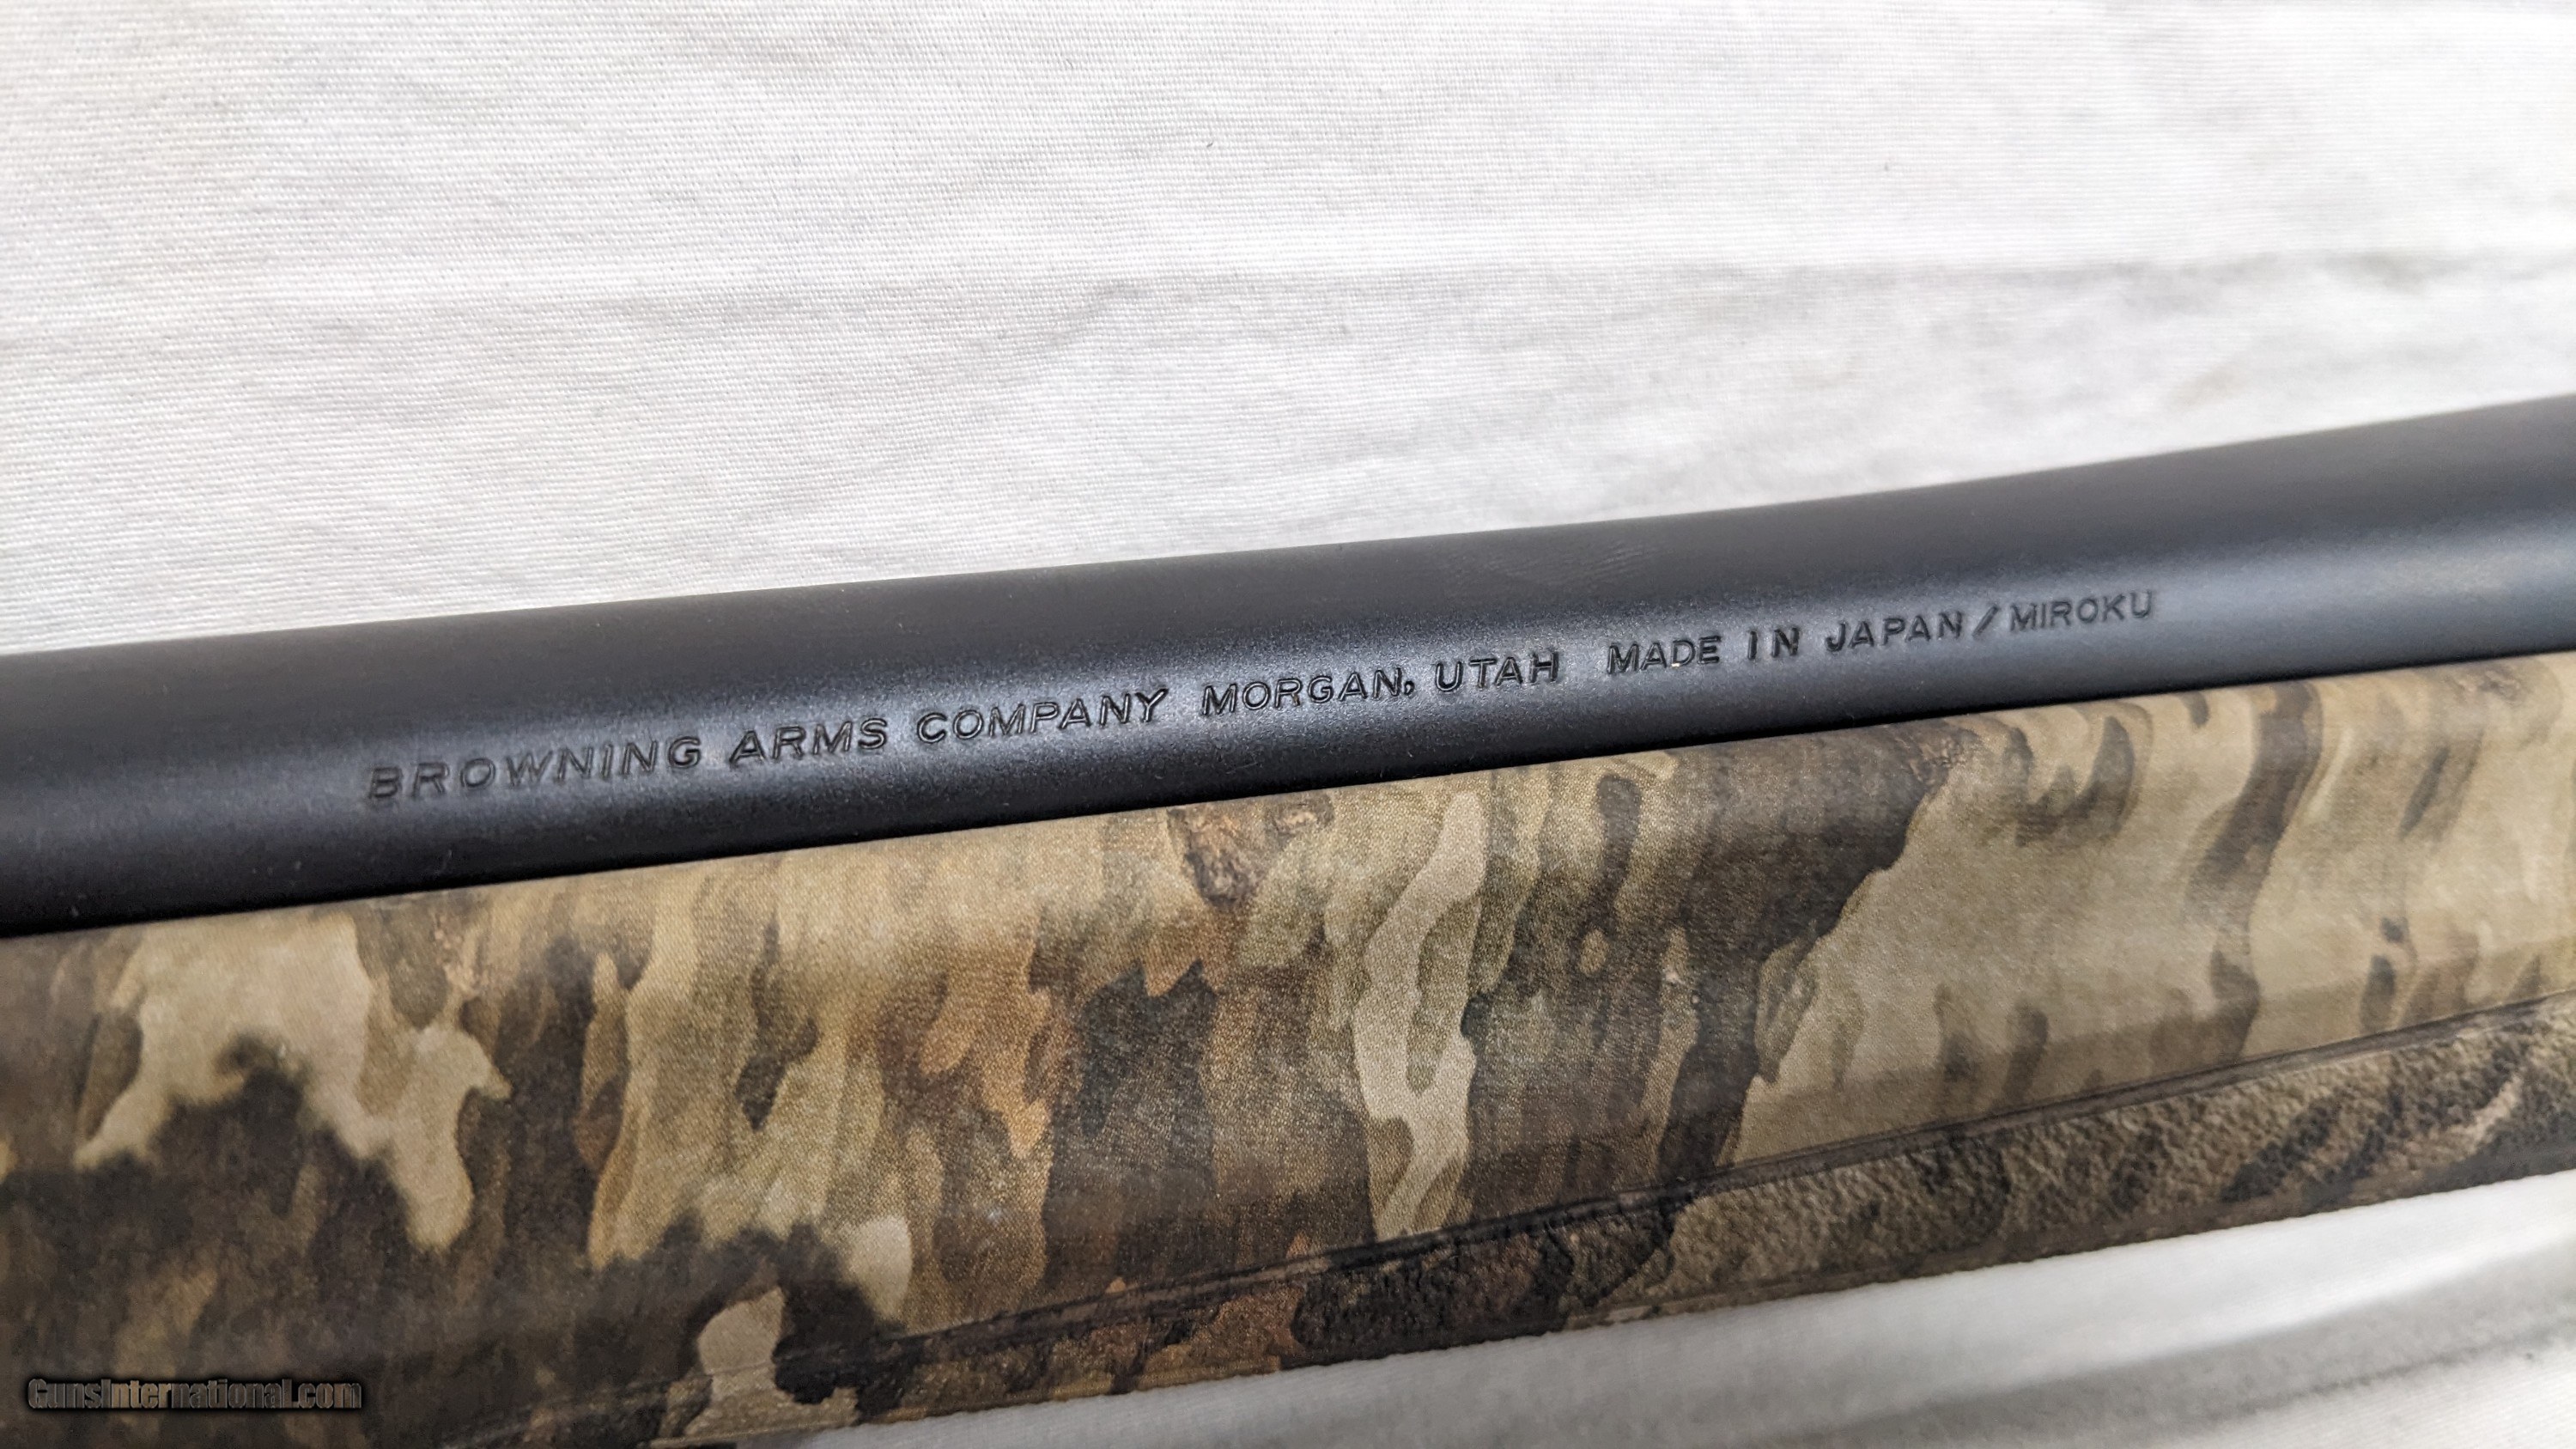 BROWNING ARMS COMPANY MORGAN, UTAH MADE IN JAPAN/MIROKU
GunsInternational.com